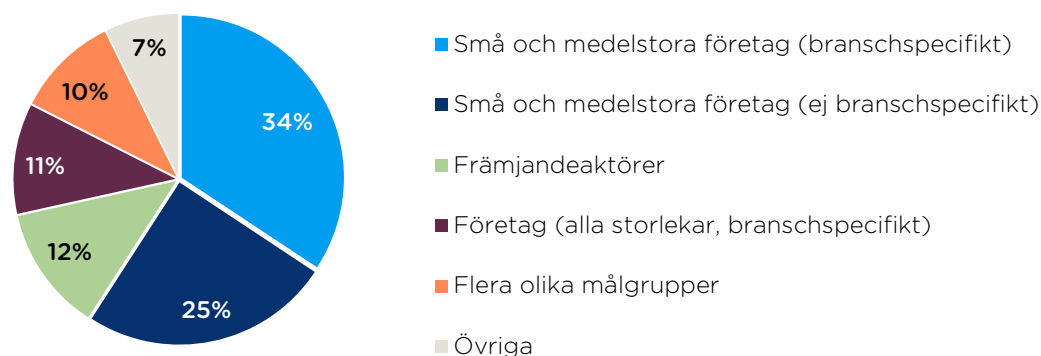 7%
10%
34%
11%
12%
25%
Små och medelstora företag (branschspecifikt)
Små och medelstora företag (ej branschspecifikt)
Främjandeaktörer
Företag (alla storlekar, branschspecifikt)
Flera olika målgrupper
Övriga